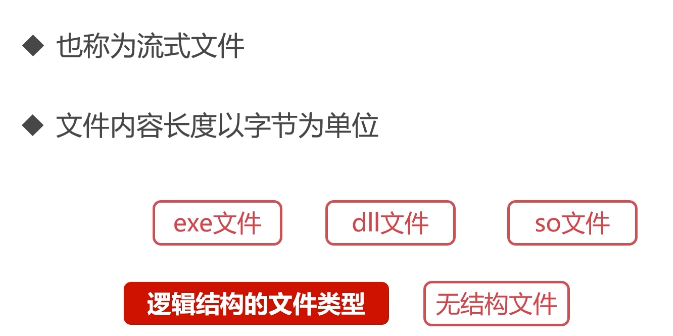 ◆ 也称为流式文件
◆ 文件内容长度以字节为单位
exe文件 dll文件 so文件
逻辑结构的文件类型 无结构文件